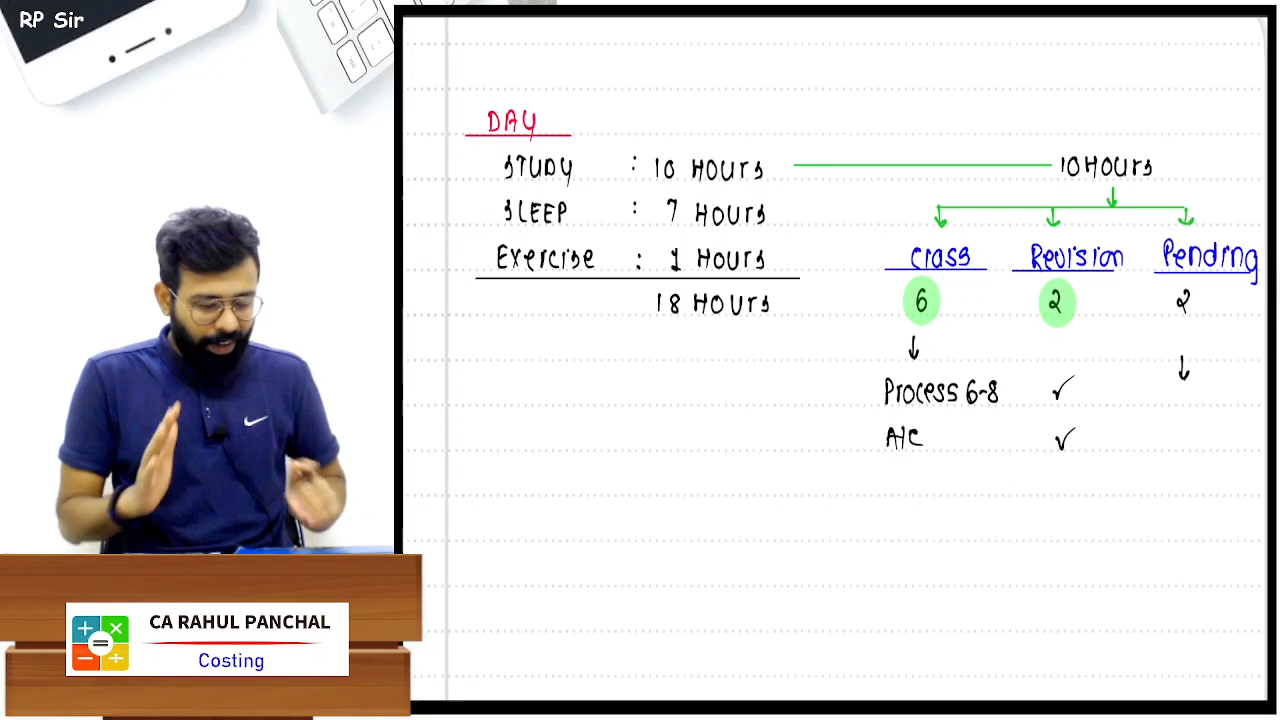 RP Sir
DAY
STUDY : 10 HOURS 10 HOURS
SLEEP : 7 HOURS
Exercise : 1 HOURS Class Revision Pending
18 HOURS 6 2 2
Process 6-8 ✓
A/C ✓
CA RAHUL PANCHAL
Costing